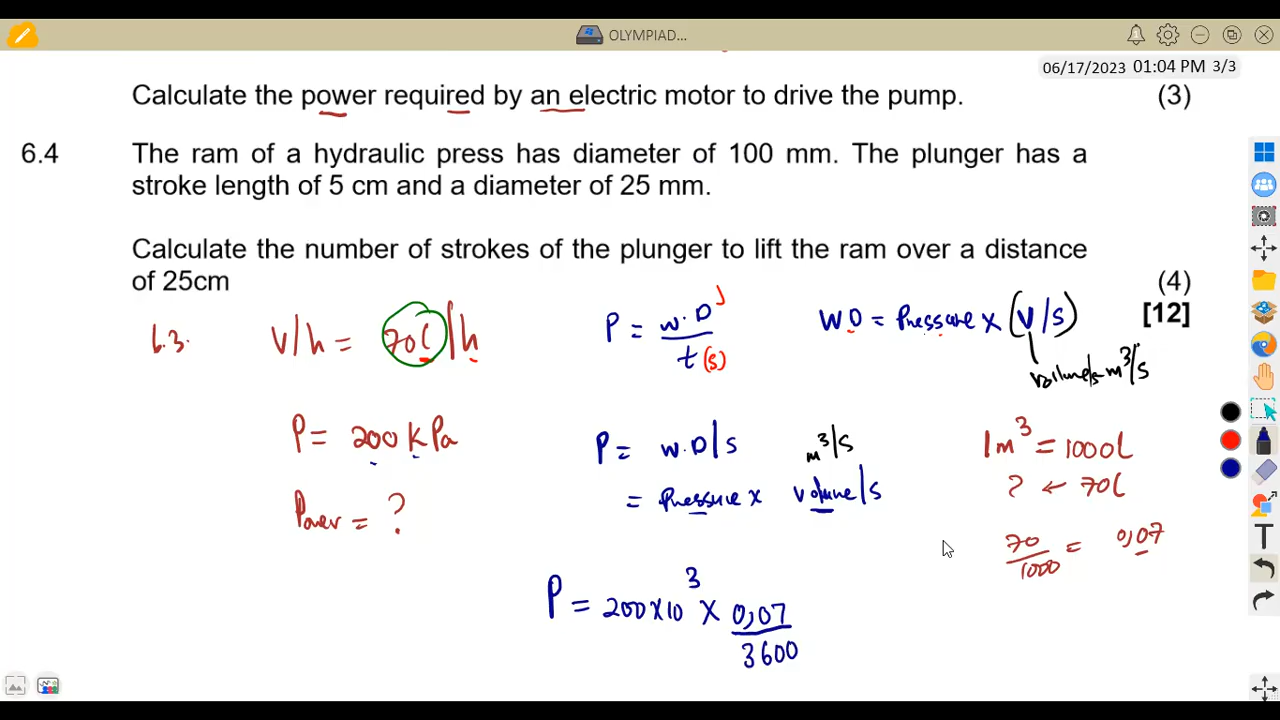 OLYMPIAD...
06/17/2023 01:04 PM 3/3
Calculate the power required by an electric motor to drive the pump. (3)
6.4 The ram of a hydraulic press has diameter of 100 mm. The plunger has a
stroke length of 5 cm and a diameter of 25 mm.
Calculate the number of strokes of the plunger to lift the ram over a distance
of 25cm (4)
[12]
6.3. V/h = 70l/h
P = W.D J / t (s)
WD = Pressure × (V/s)
volume/s m³/s
P = 200 kPa
P = W.D/s m³/s
1m³ = 1000l
= Pressure × volume/s
? ← 70l
Power = ?
70/1000 = 0,07
P = 200×10³ × 0,07/3600
T